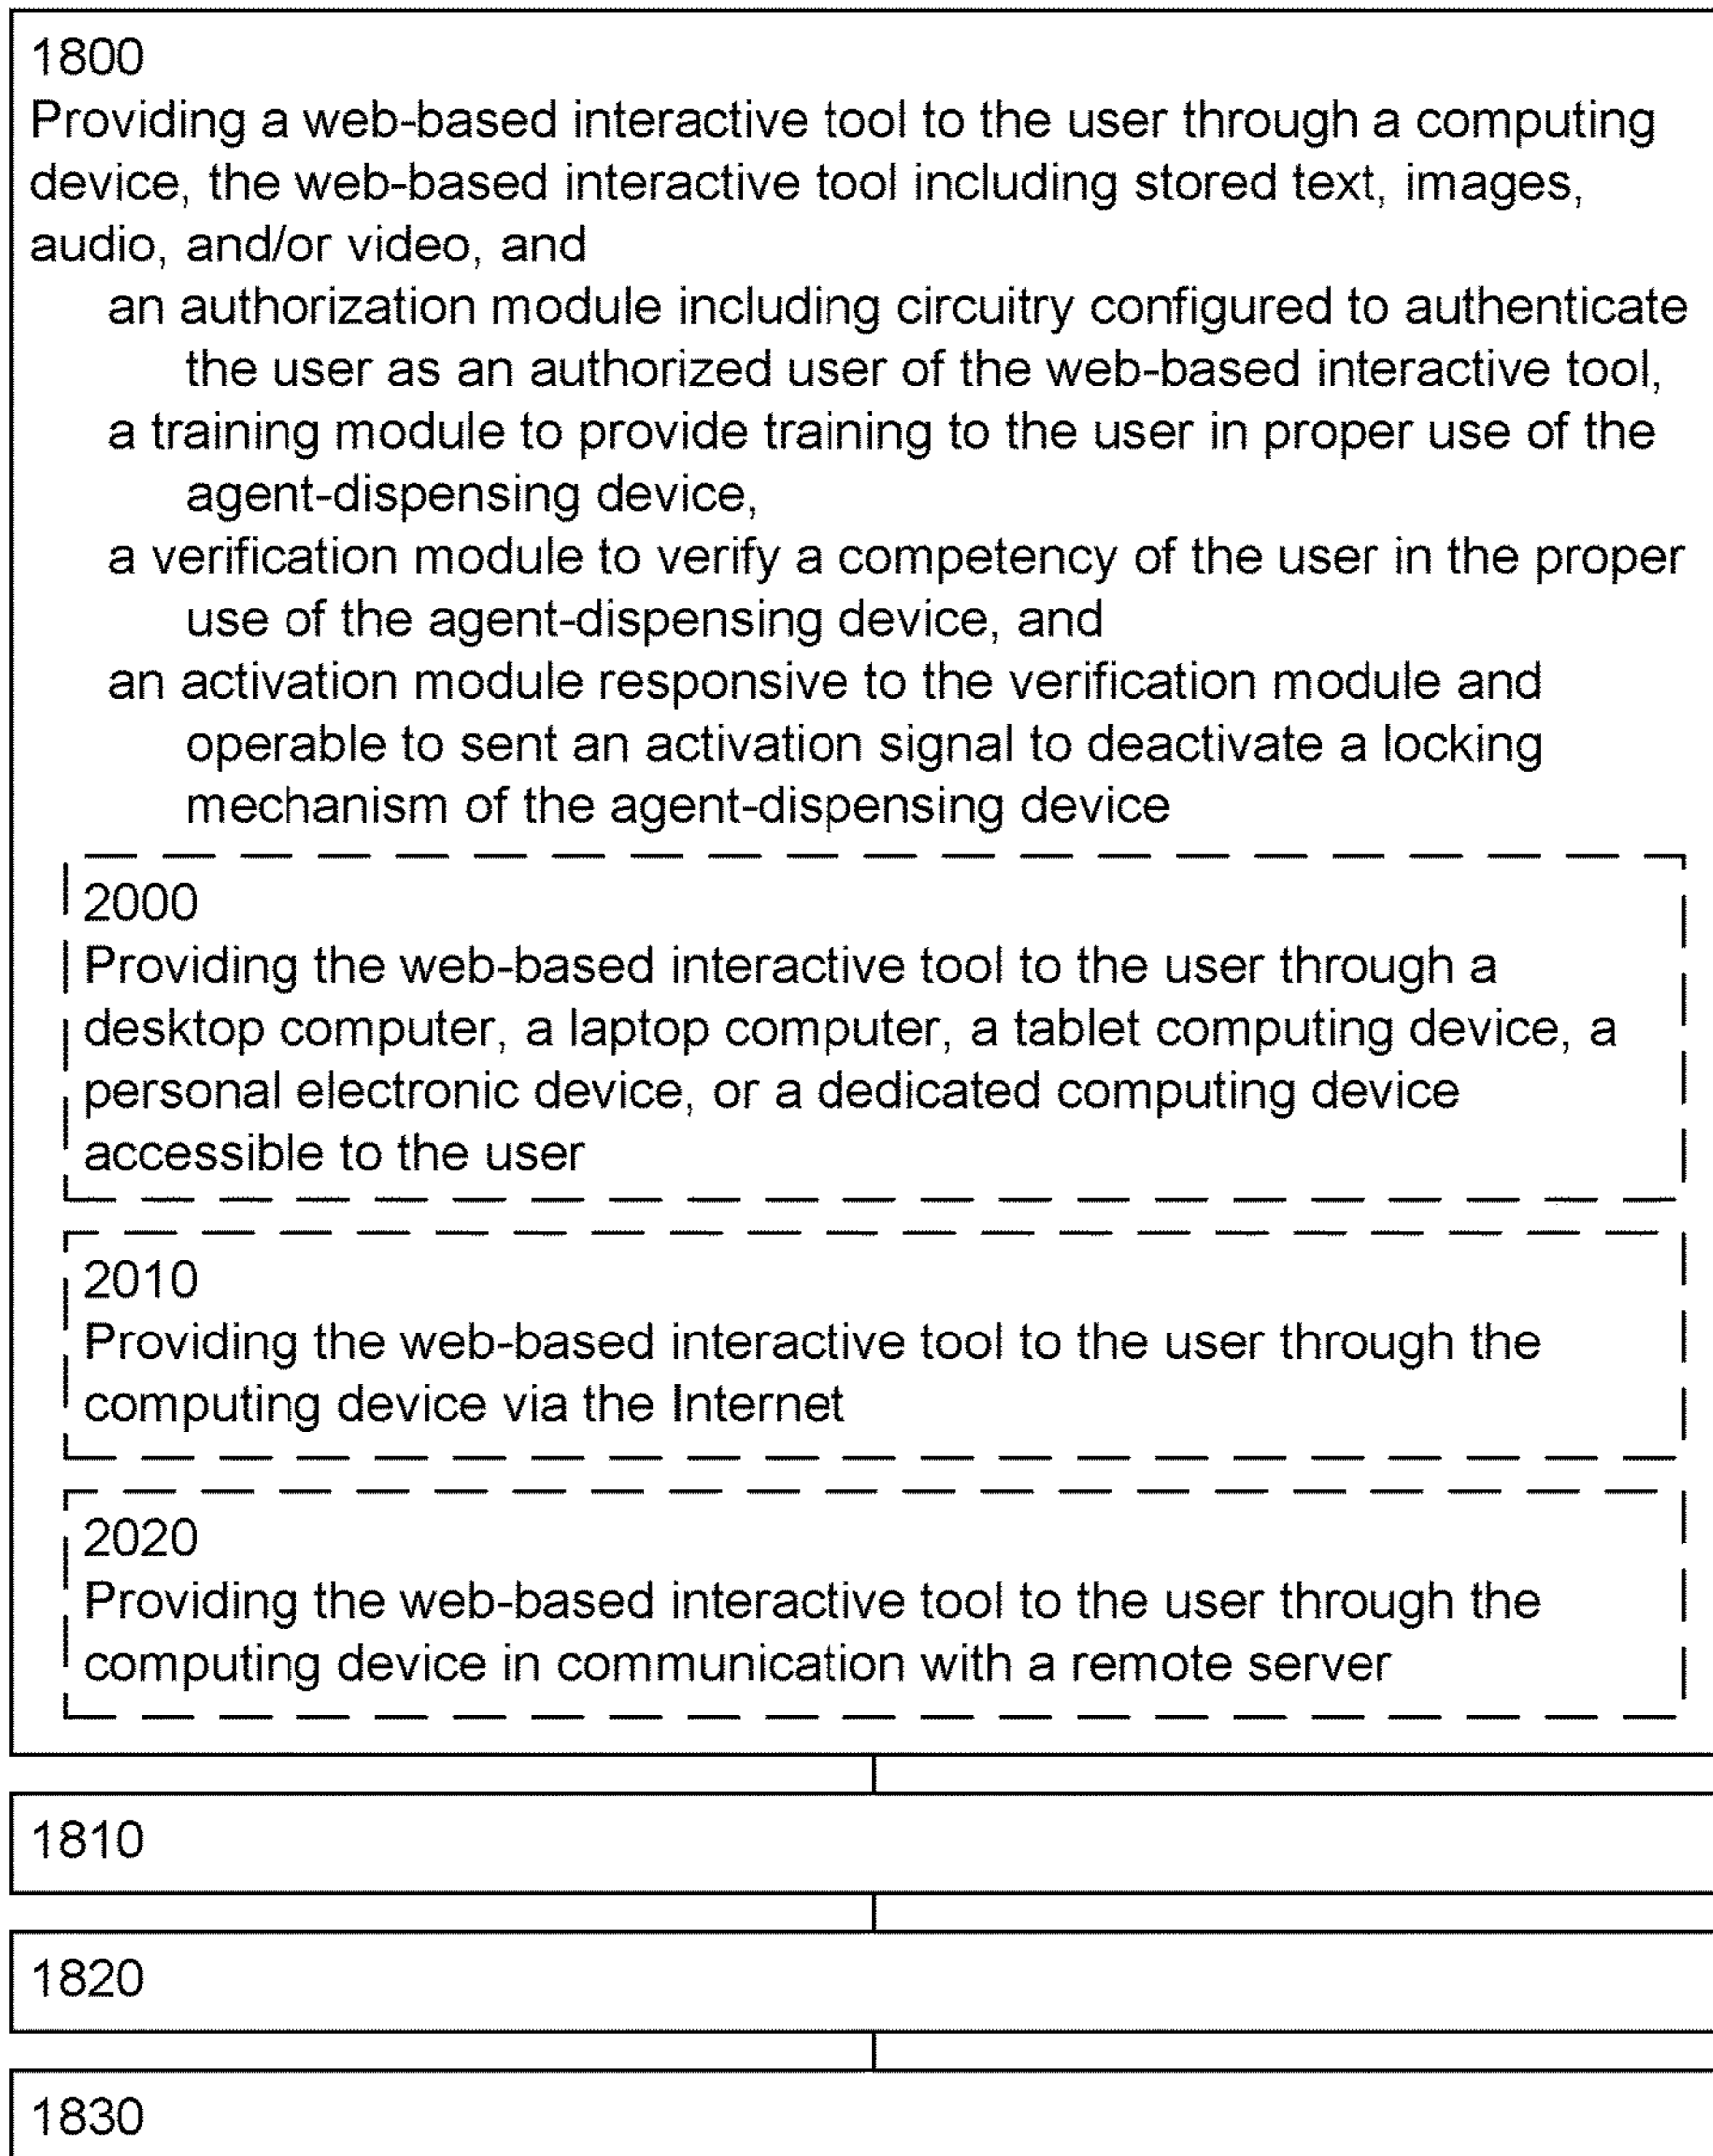 1800
Providing a web-based interactive tool to the user through a computing
device, the web-based interactive tool including stored text, images,
audio, and/or video, and
an authorization module including circuitry configured to authenticate
the user as an authorized user of the web-based interactive tool,
a training module to provide training to the user in proper use of the
agent-dispensing device,
a verification module to verify a competency of the user in the proper
use of the agent-dispensing device, and
an activation module responsive to the verification module and
operable to sent an activation signal to deactivate a locking
mechanism of the agent-dispensing device
2000
Providing the web-based interactive tool to the user through a
desktop computer, a laptop computer, a tablet computing device, a
personal electronic device, or a dedicated computing device
accessible to the user
2010
Providing the web-based interactive tool to the user through the
computing device via the Internet
2020
Providing the web-based interactive tool to the user through the
computing device in communication with a remote server
1810
1820
1830